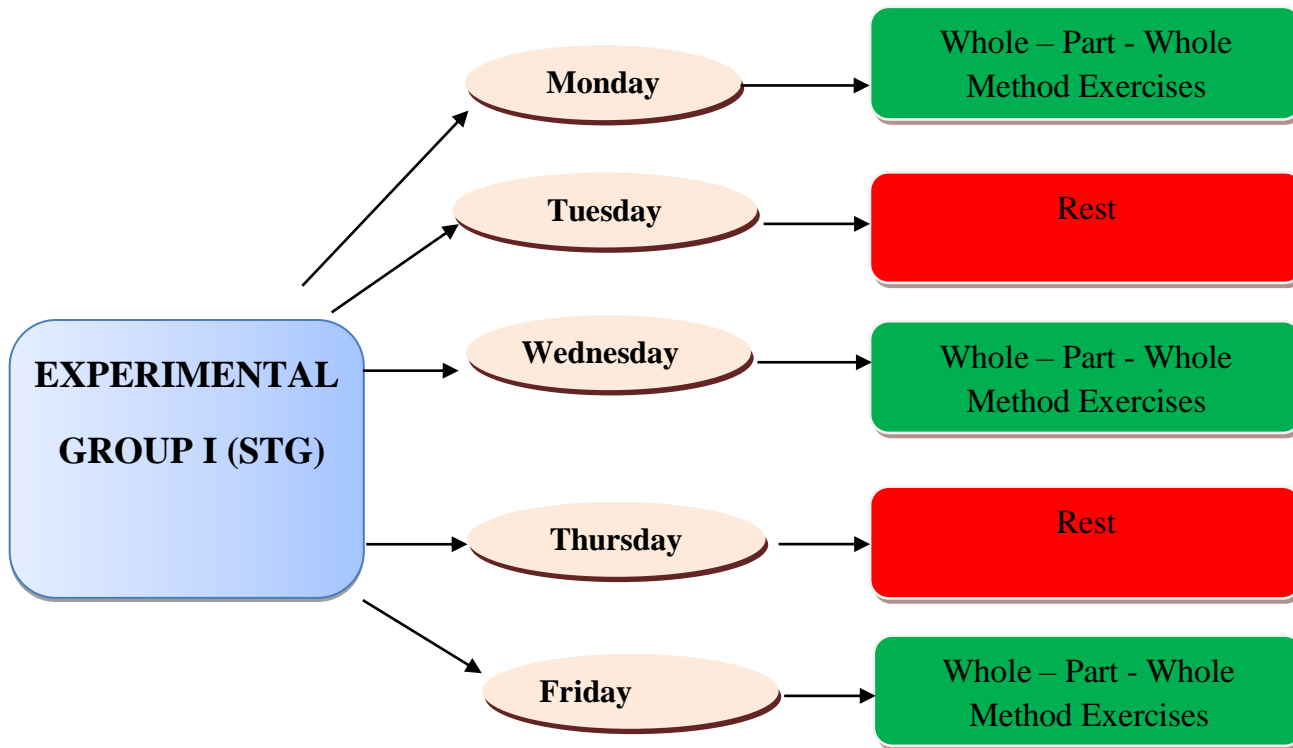 Whole – Part - Whole
Method Exercises
Monday
Rest
Tuesday
Whole – Part - Whole
Method Exercises
Wednesday
EXPERIMENTAL
GROUP I (STG)
Rest
Thursday
Whole – Part - Whole
Method Exercises
Friday